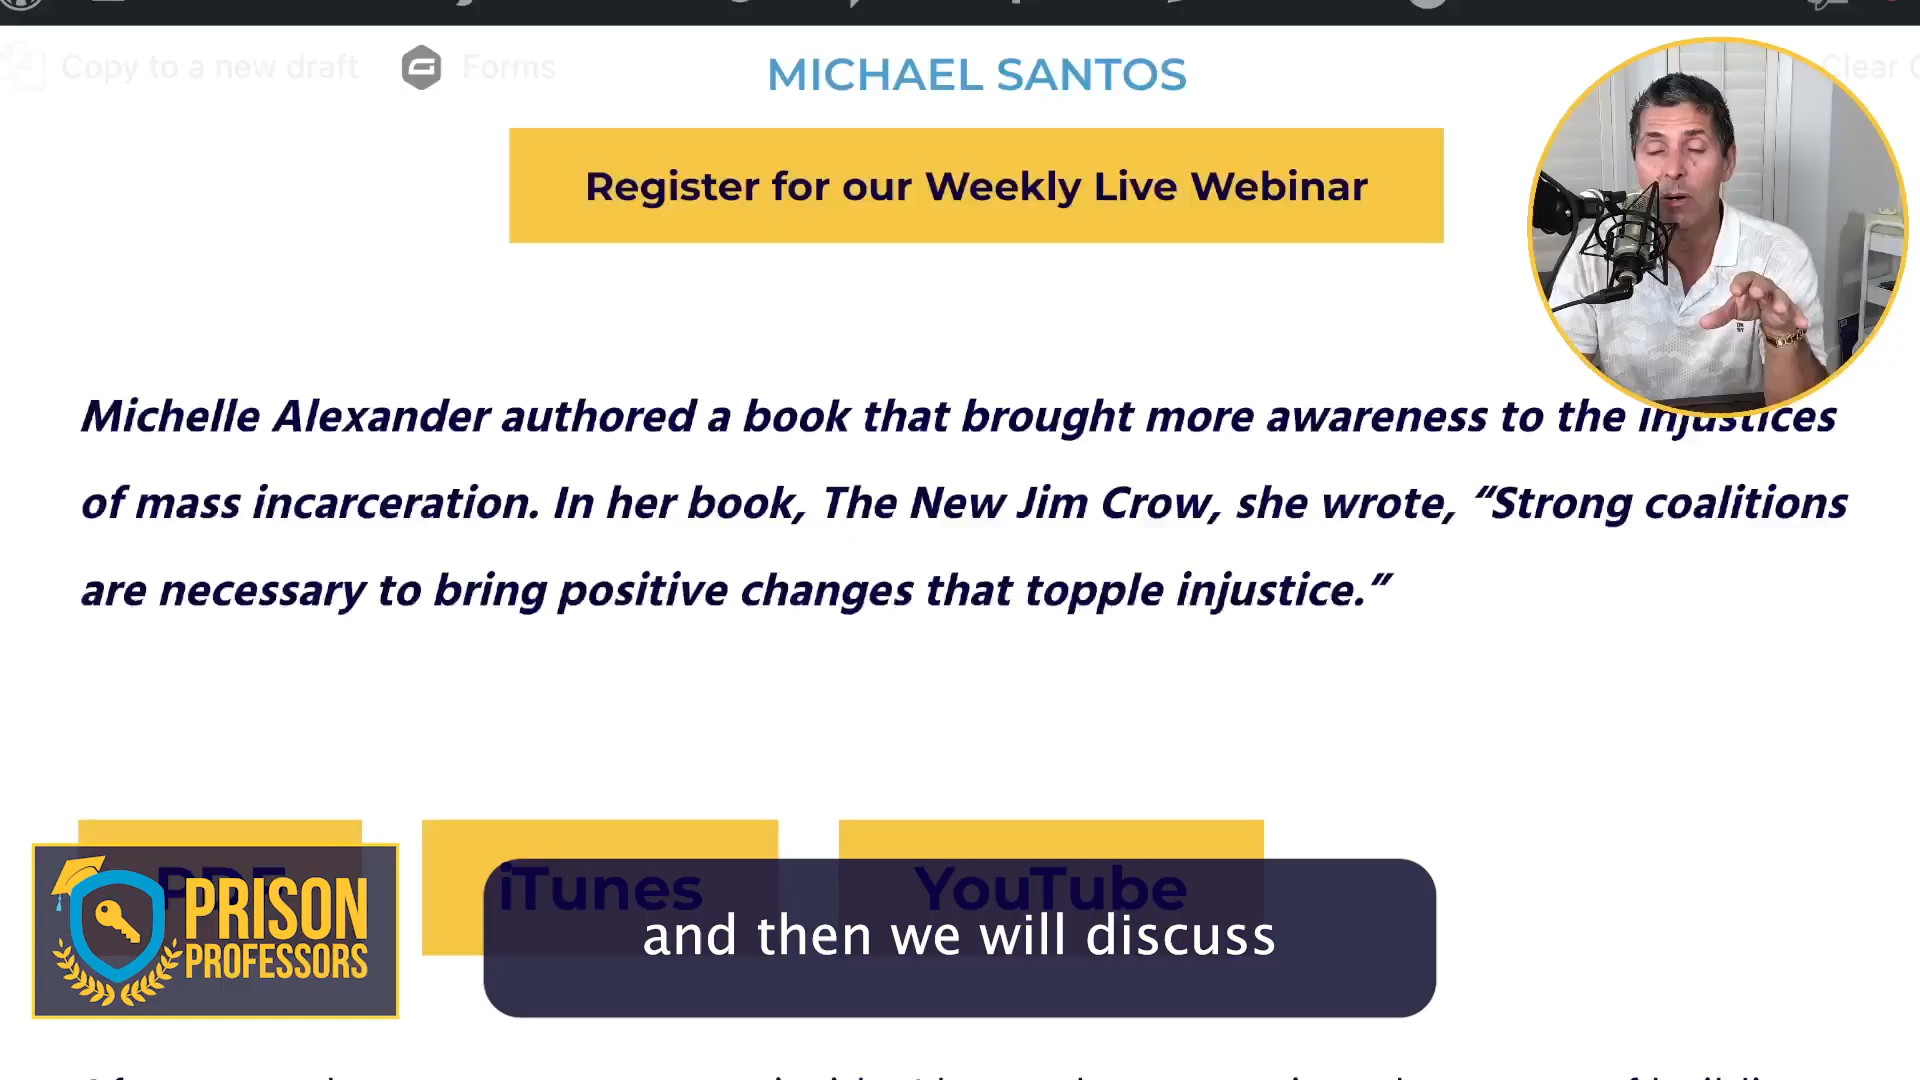 Copy to a new draft
Forms
Clear
MICHAEL SANTOS
Register for our Weekly Live Webinar
Michelle Alexander authored a book that brought more awareness to the injustices
of mass incarceration. In her book, The New Jim Crow, she wrote, “Strong coalitions
are necessary to bring positive changes that topple injustice.”
PDF
iTunes
YouTube
PRISON
PROFESSORS
and then we will discuss